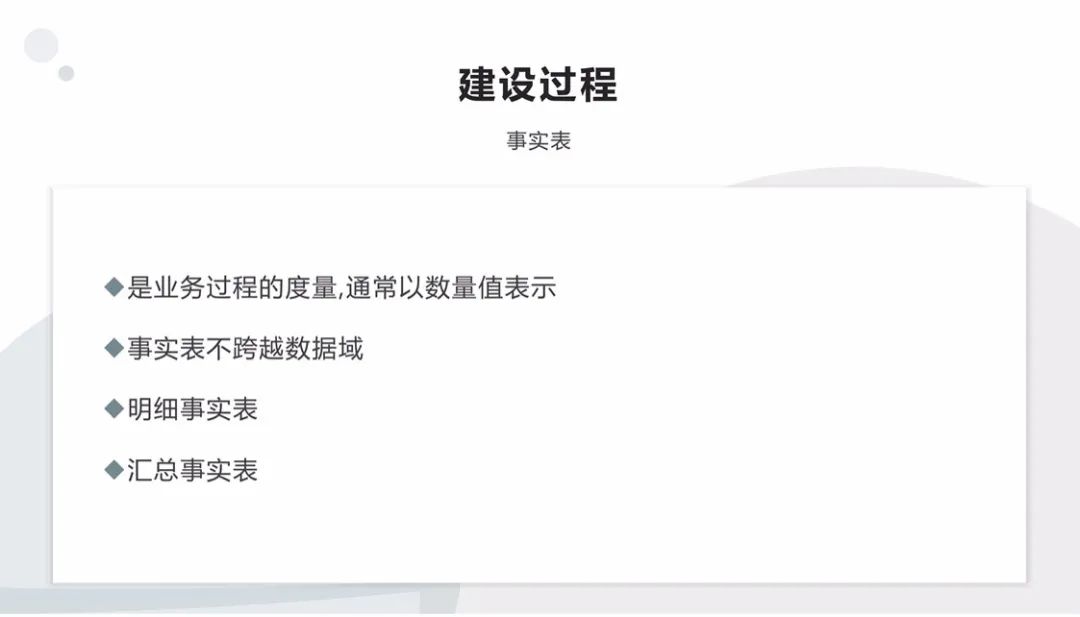 建设过程
事实表
◆是业务过程的度量,通常以数量值表示
◆事实表不跨越数据域
◆明细事实表
◆汇总事实表